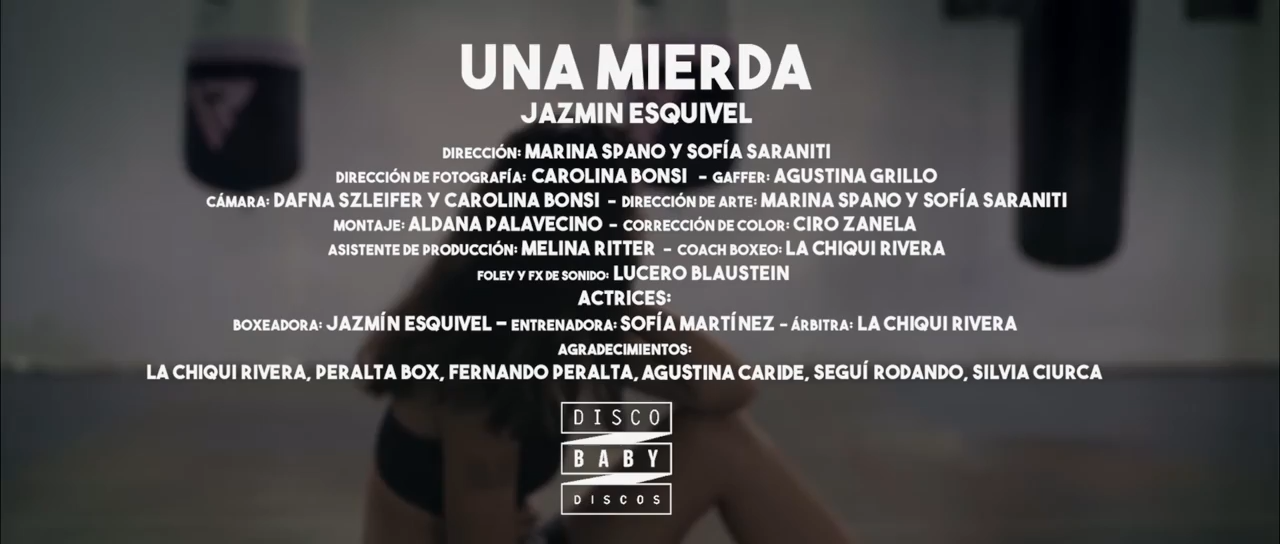 UNA MIERDA
JAZMIN ESQUIVEL
DIRECCIÓN: MARINA SPANO Y SOFÍA SARANITI
DIRECCIÓN DE FOTOGRAFÍA: CAROLINA BONSI - GAFFER: AGUSTINA GRILLO
CÁMARA: DAFNA SZLEIFER Y CAROLINA BONSI - DIRECCIÓN DE ARTE: MARINA SPANO Y SOFÍA SARANITI
MONTAJE: ALDANA PALAVECINO - CORRECCIÓN DE COLOR: CIRO ZANELA
ASISTENTE DE PRODUCCIÓN: MELINA RITTER - COACH BOXEO: LA CHIQUI RIVERA
FOLEY Y FX DE SONIDO: LUCERO BLAUSTEIN
ACTRICES:
BOXEADORA: JAZMÍN ESQUIVEL – ENTRENADORA: SOFÍA MARTÍNEZ - ÁRBITRA: LA CHIQUI RIVERA
AGRADECIMIENTOS:
LA CHIQUI RIVERA, PERALTA BOX, FERNANDO PERALTA, AGUSTINA CARIDE, SEGUÍ RODANDO, SILVIA CIURCA
DISCO
BABY
DISCOS